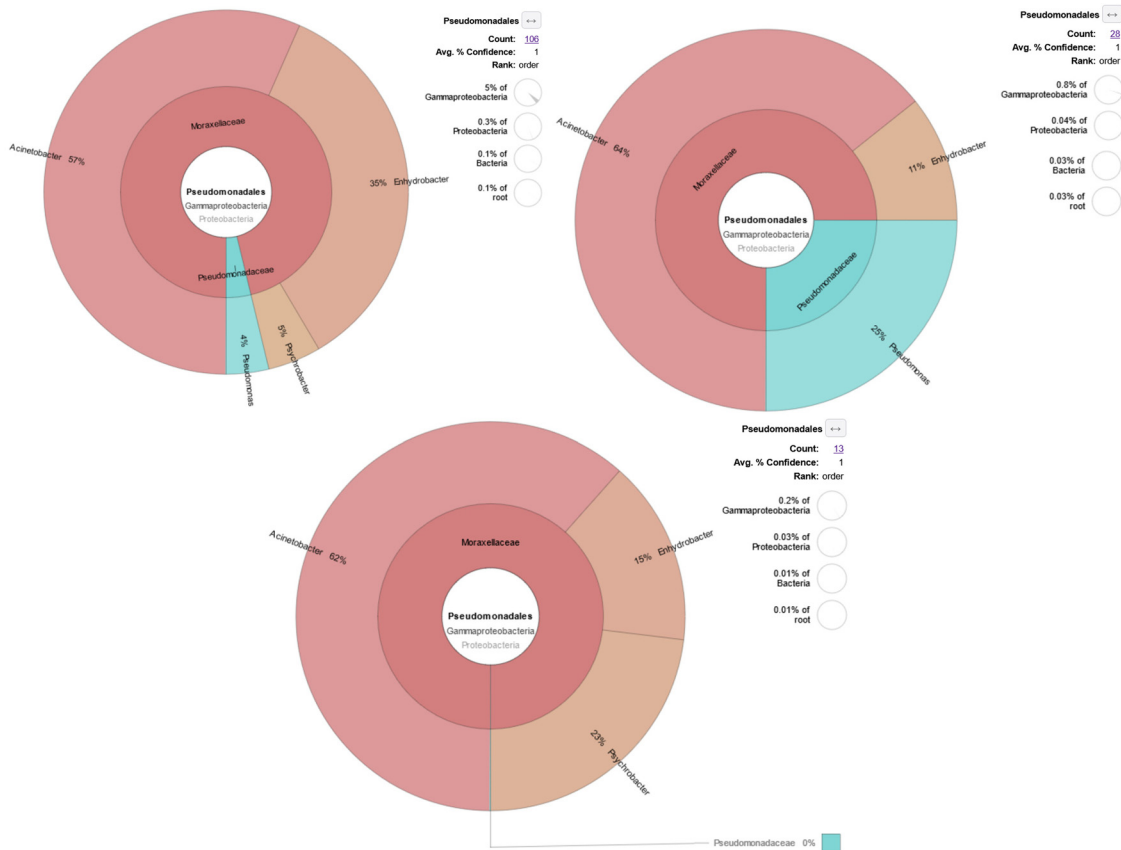 Pseudomonadales ↔
Count: 106
Avg. % Confidence: 1
Rank: order
5% of
Gammaproteobacteria
0.3% of
Proteobacteria
0.1% of
Bacteria
0.1% of
root
Moraxellaceae
Acinetobacter 57%
35% Enhydrobacter
Pseudomonadales
Gammaproteobacteria
Proteobacteria
Pseudomonadaceae
4% Pseudomonas
5% Psychrobacter
Pseudomonadales ↔
Count: 28
Avg. % Confidence: 1
Rank: order
0.8% of
Gammaproteobacteria
0.04% of
Proteobacteria
0.03% of
Bacteria
0.03% of
root
Acinetobacter 64%
Moraxellaceae
11% Enhydrobacter
Pseudomonadales
Gammaproteobacteria
Proteobacteria
Pseudomonadaceae
25% Pseudomonas
Pseudomonadales ↔
Count: 13
Avg. % Confidence: 1
Rank: order
0.2% of
Gammaproteobacteria
0.03% of
Proteobacteria
0.01% of
Bacteria
0.01% of
root
Acinetobacter 62%
Moraxellaceae
15% Enhydrobacter
Pseudomonadales
Gammaproteobacteria
Proteobacteria
23% Psychrobacter
Pseudomonadaceae 0%